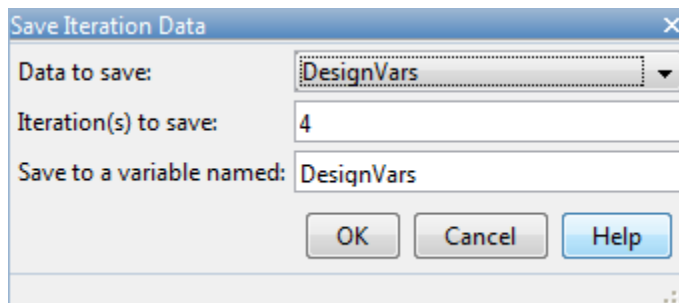 Save Iteration Data
Data to save: DesignVars
Iteration(s) to save: 4
Save to a variable named: DesignVars
OK Cancel Help